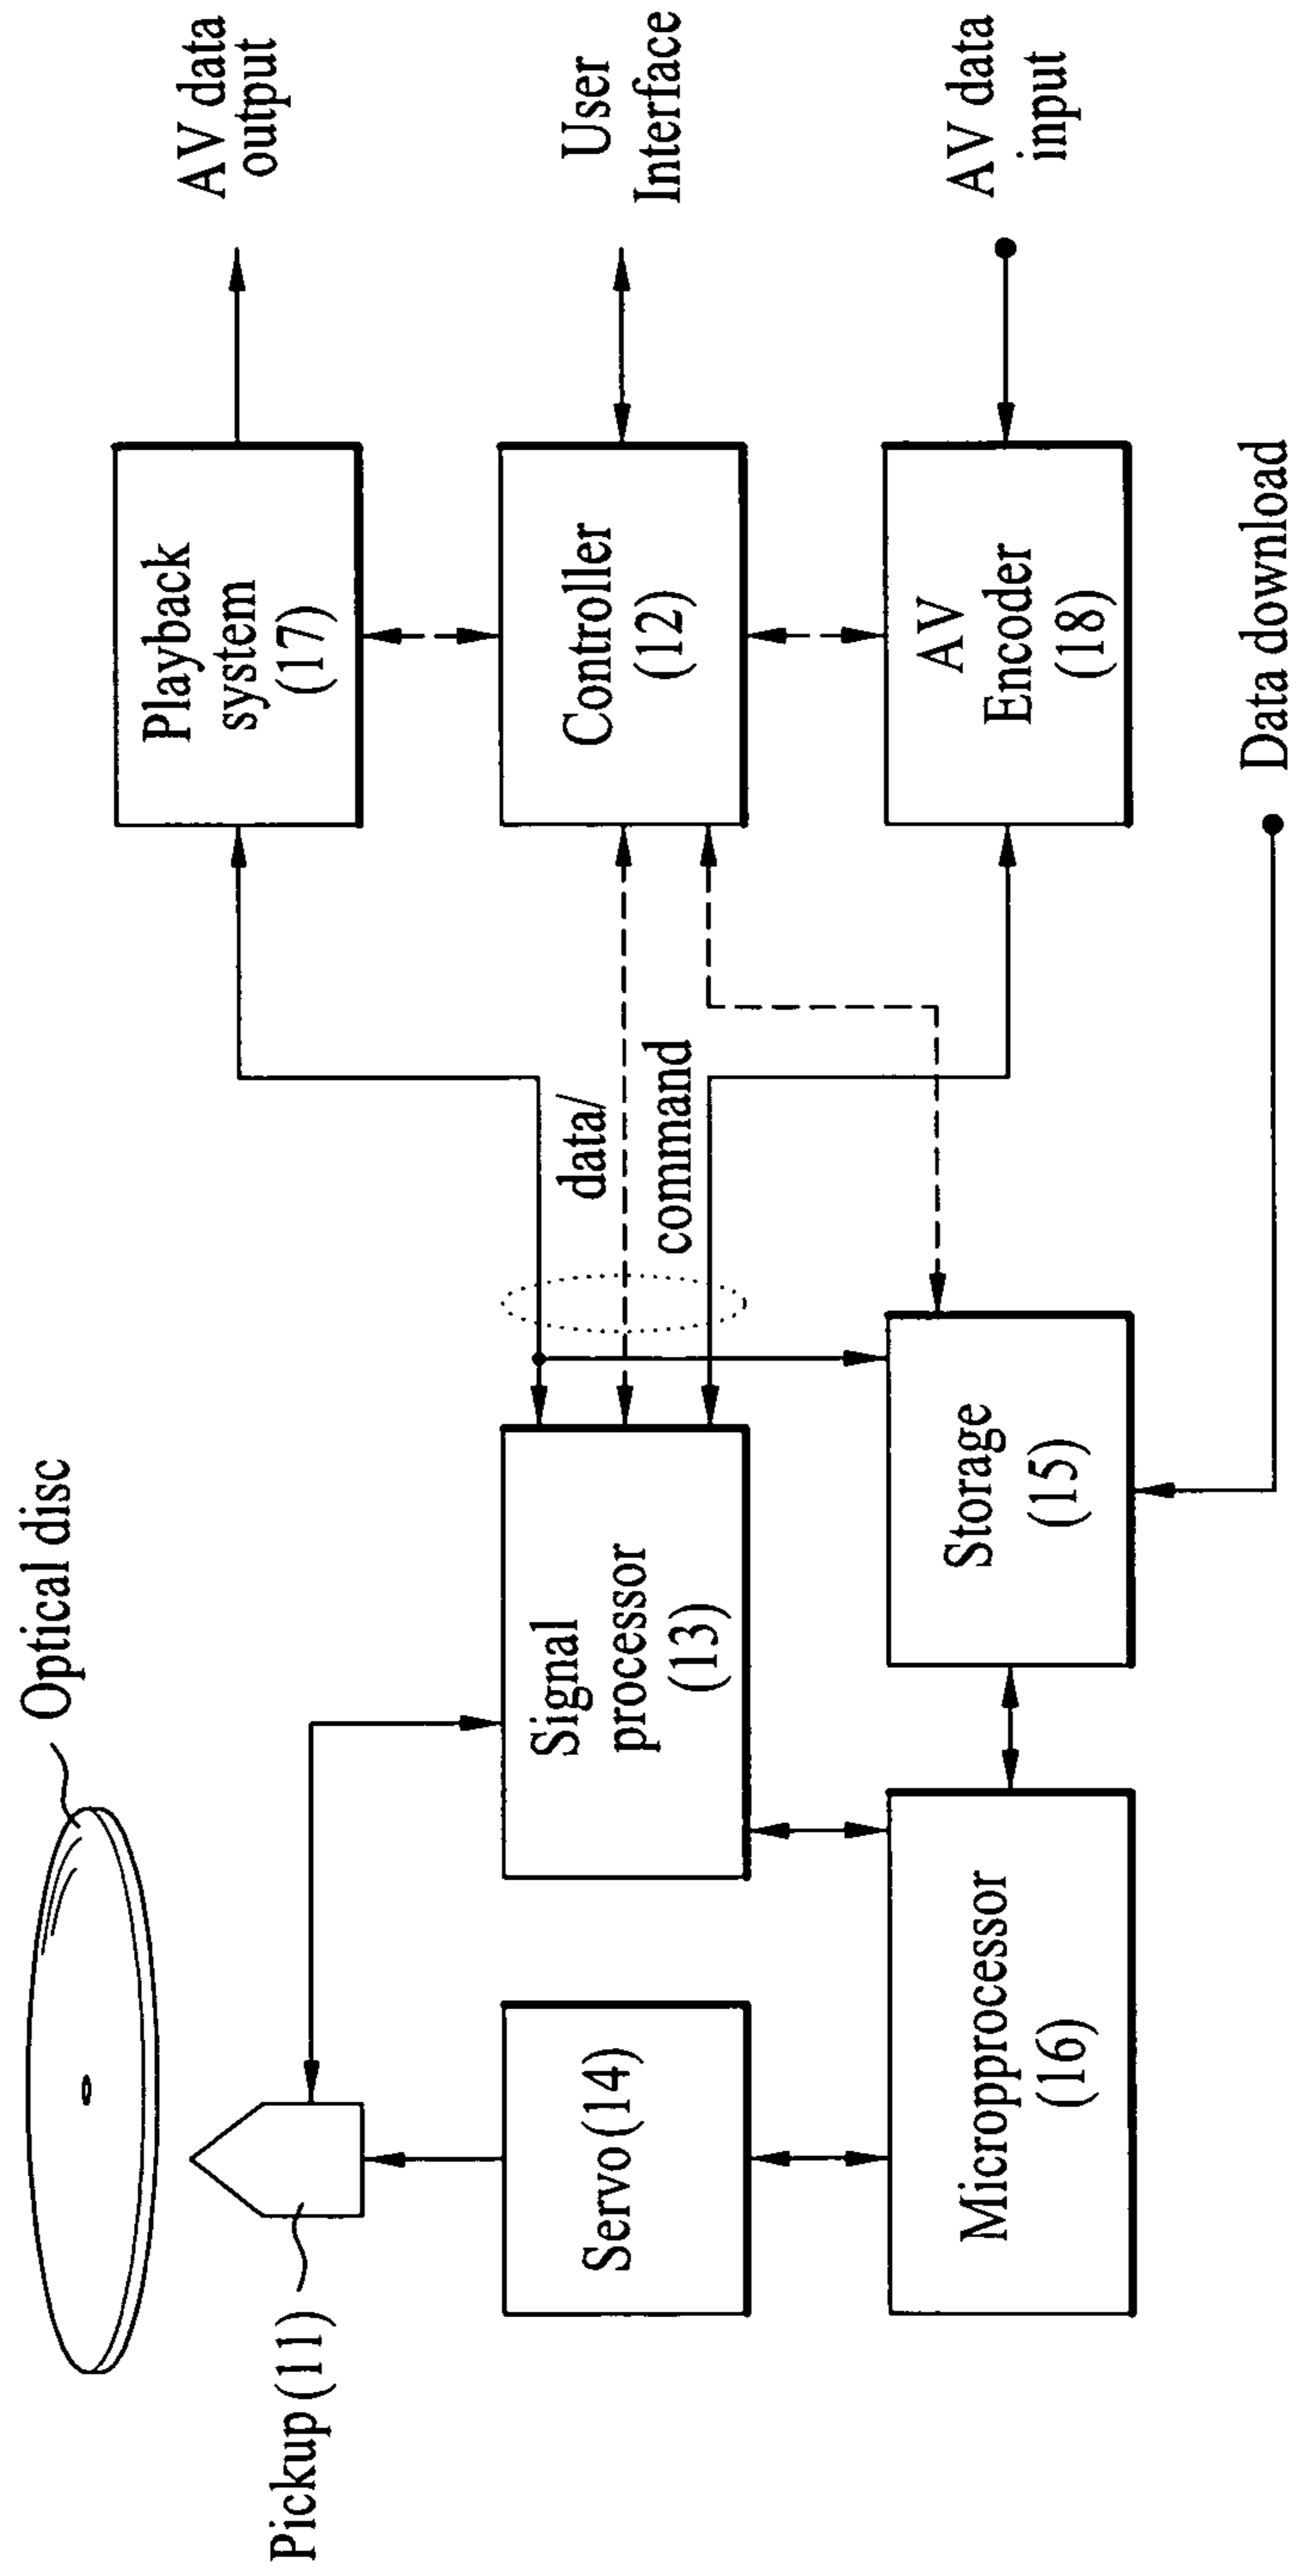 Optical disc
Pickup (11)
Servo (14)
Signal
processor
(13)
Micropprocessor
(16)
Storage
(15)
data/
command
Playback
system
(17)
Controller
(12)
AV
Encoder
(18)
AV data
output
User
Interface
AV data
input
Data download